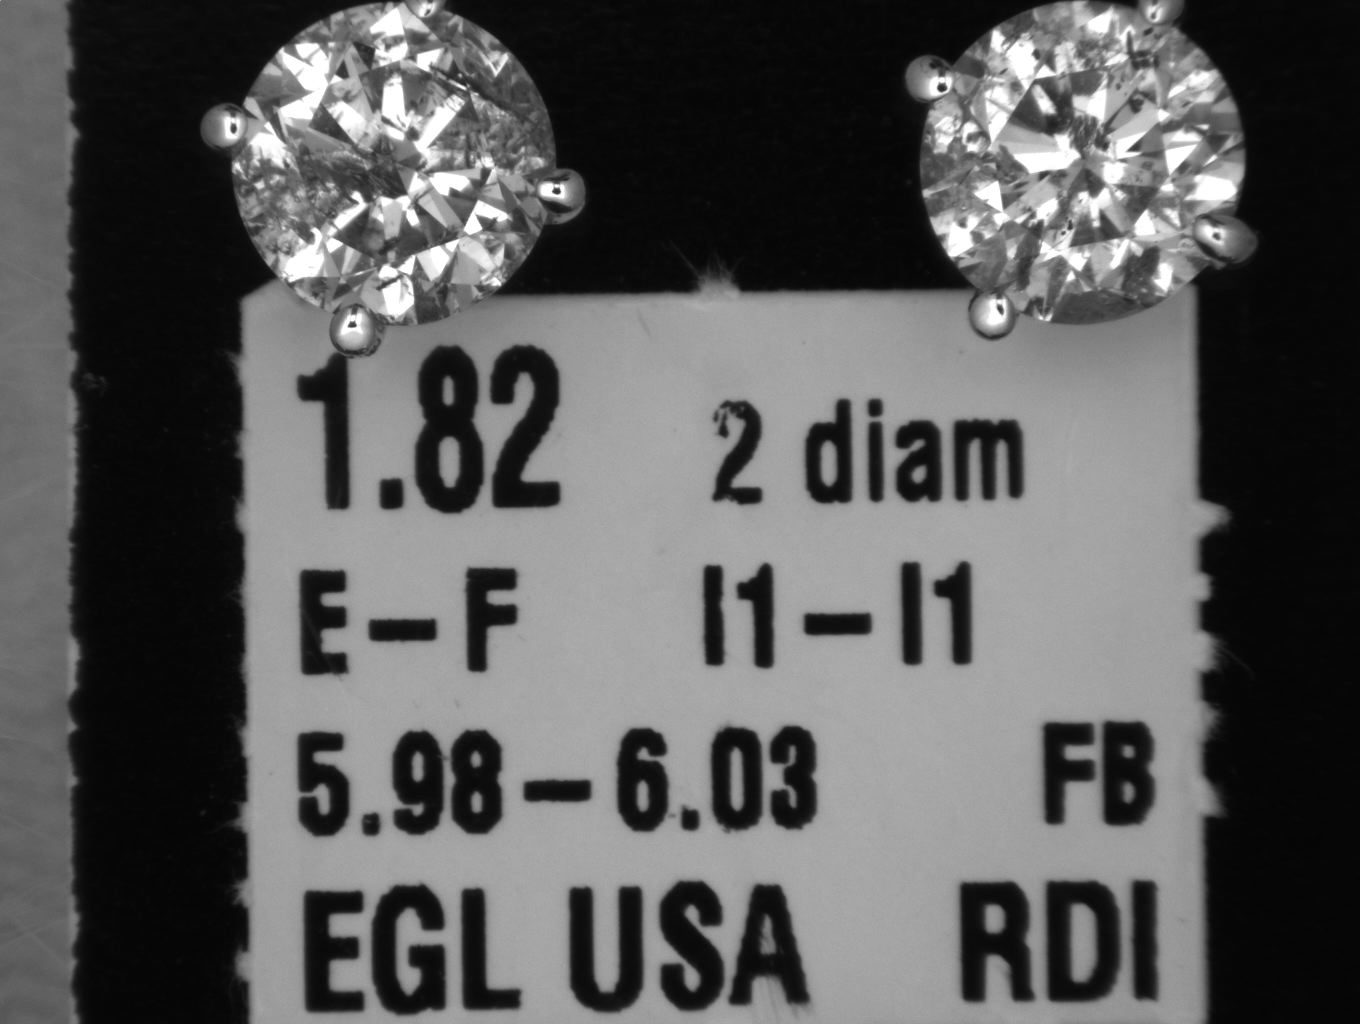 1.82 2 diam
E-F I1-I1
5.98-6.03 FB
EGL USA RDI